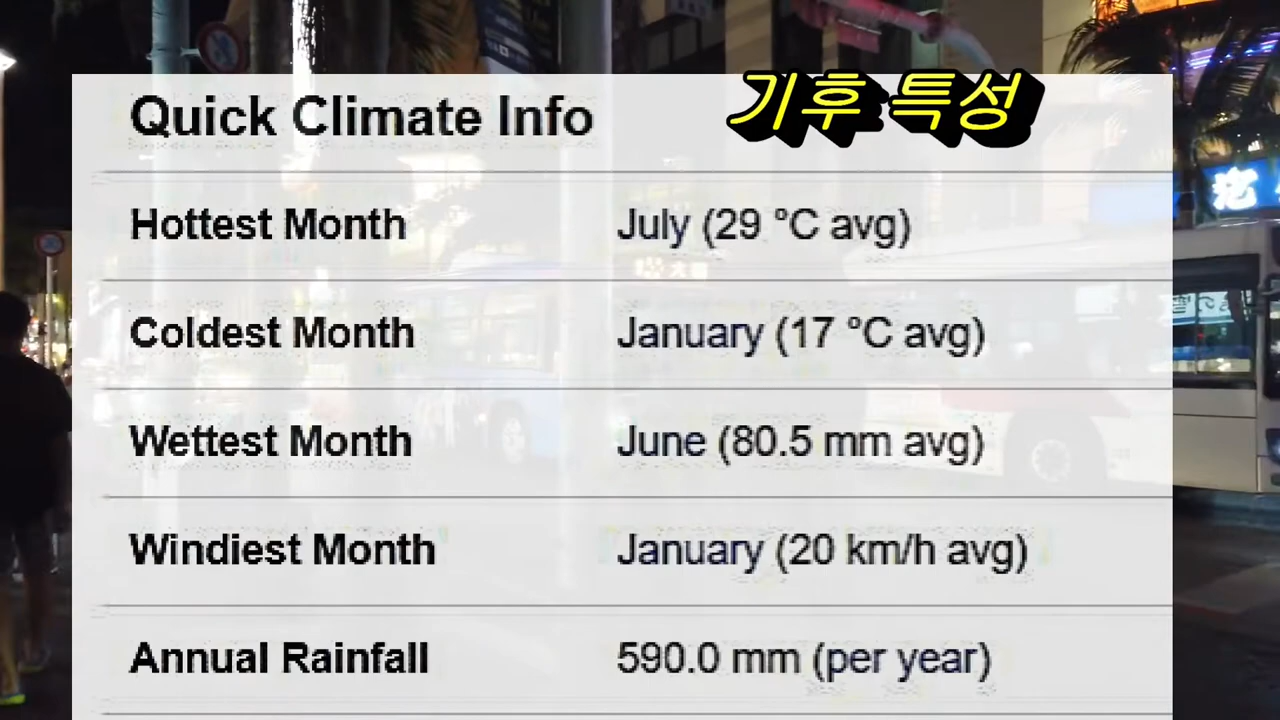 Quick Climate Info
기후 특성
Hottest Month July (29 °C avg)
Coldest Month January (17 °C avg)
Wettest Month June (80.5 mm avg)
Windiest Month January (20 km/h avg)
Annual Rainfall 590.0 mm (per year)